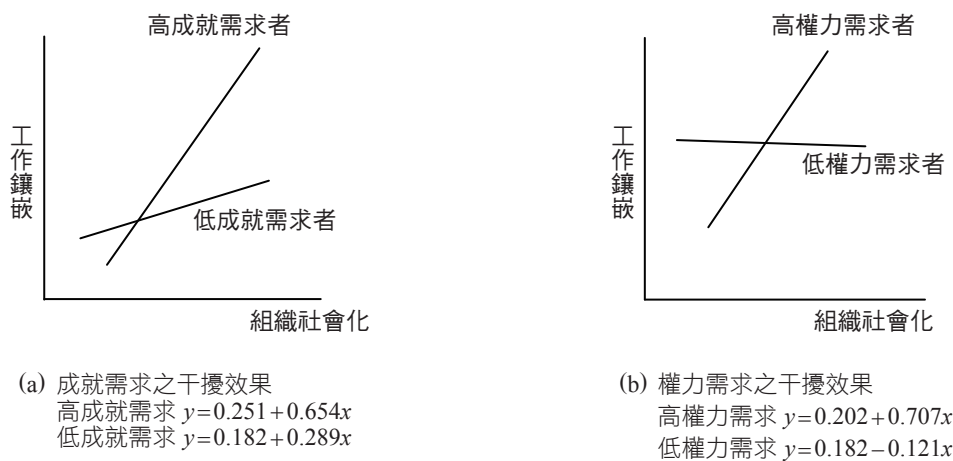 高成就需求者
工作鑲嵌
低成就需求者
組織社會化
(a) 成就需求之干擾效果
高成就需求 y=0.251+0.654x
低成就需求 y=0.182+0.289x
高權力需求者
工作鑲嵌
低權力需求者
組織社會化
(b) 權力需求之干擾效果
高權力需求 y=0.202+0.707x
低權力需求 y=0.182–0.121x